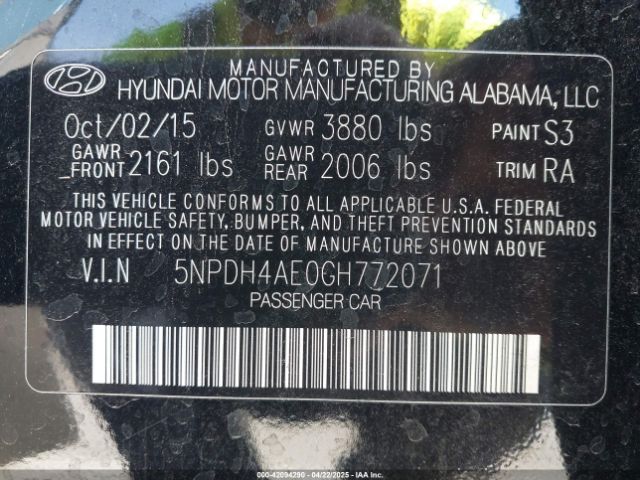 MANUFACTURED BY
HYUNDAI MOTOR MANUFACTURING ALABAMA, LLC
Oct/02/15 GVWR 3880 lbs PAINT S3
GAWR FRONT 2161 lbs GAWR REAR 2006 lbs TRIM RA
THIS VEHICLE CONFORMS TO ALL APPLICABLE U.S.A. FEDERAL
MOTOR VEHICLE SAFETY, BUMPER, AND THEFT PREVENTION STANDARDS
IN EFFECT ON THE DATE OF MANUFACTURE SHOWN ABOVE
V.I.N 5NPDH4AE0GH772071
PASSENGER CAR
000-42094290 - 04/22/2025 - IAA Inc.